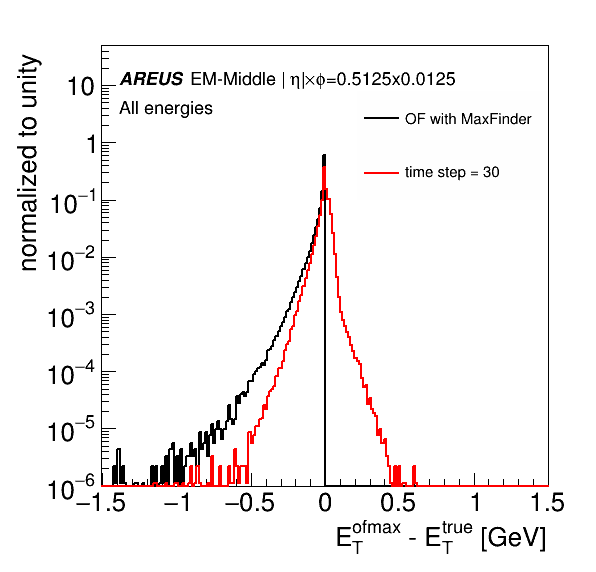 normalized to unity
AREUS EM-Middle | η|×φ=0.5125x0.0125
All energies
OF with MaxFinder
time step = 30
10
1
10⁻¹
10⁻²
10⁻³
10⁻⁴
10⁻⁵
10⁻⁶
−1.5 −1 −0.5 0 0.5 1 1.5
E_T^ofmax - E_T^true [GeV]